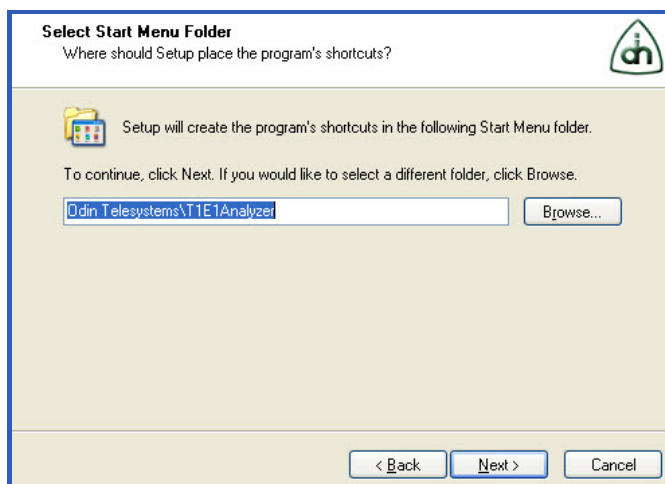 Select Start Menu Folder
Where should Setup place the program's shortcuts?
Setup will create the program's shortcuts in the following Start Menu folder.
To continue, click Next. If you would like to select a different folder, click Browse.
Odin Telesystems\T1E1Analyzer
Browse...
< Back
Next >
Cancel